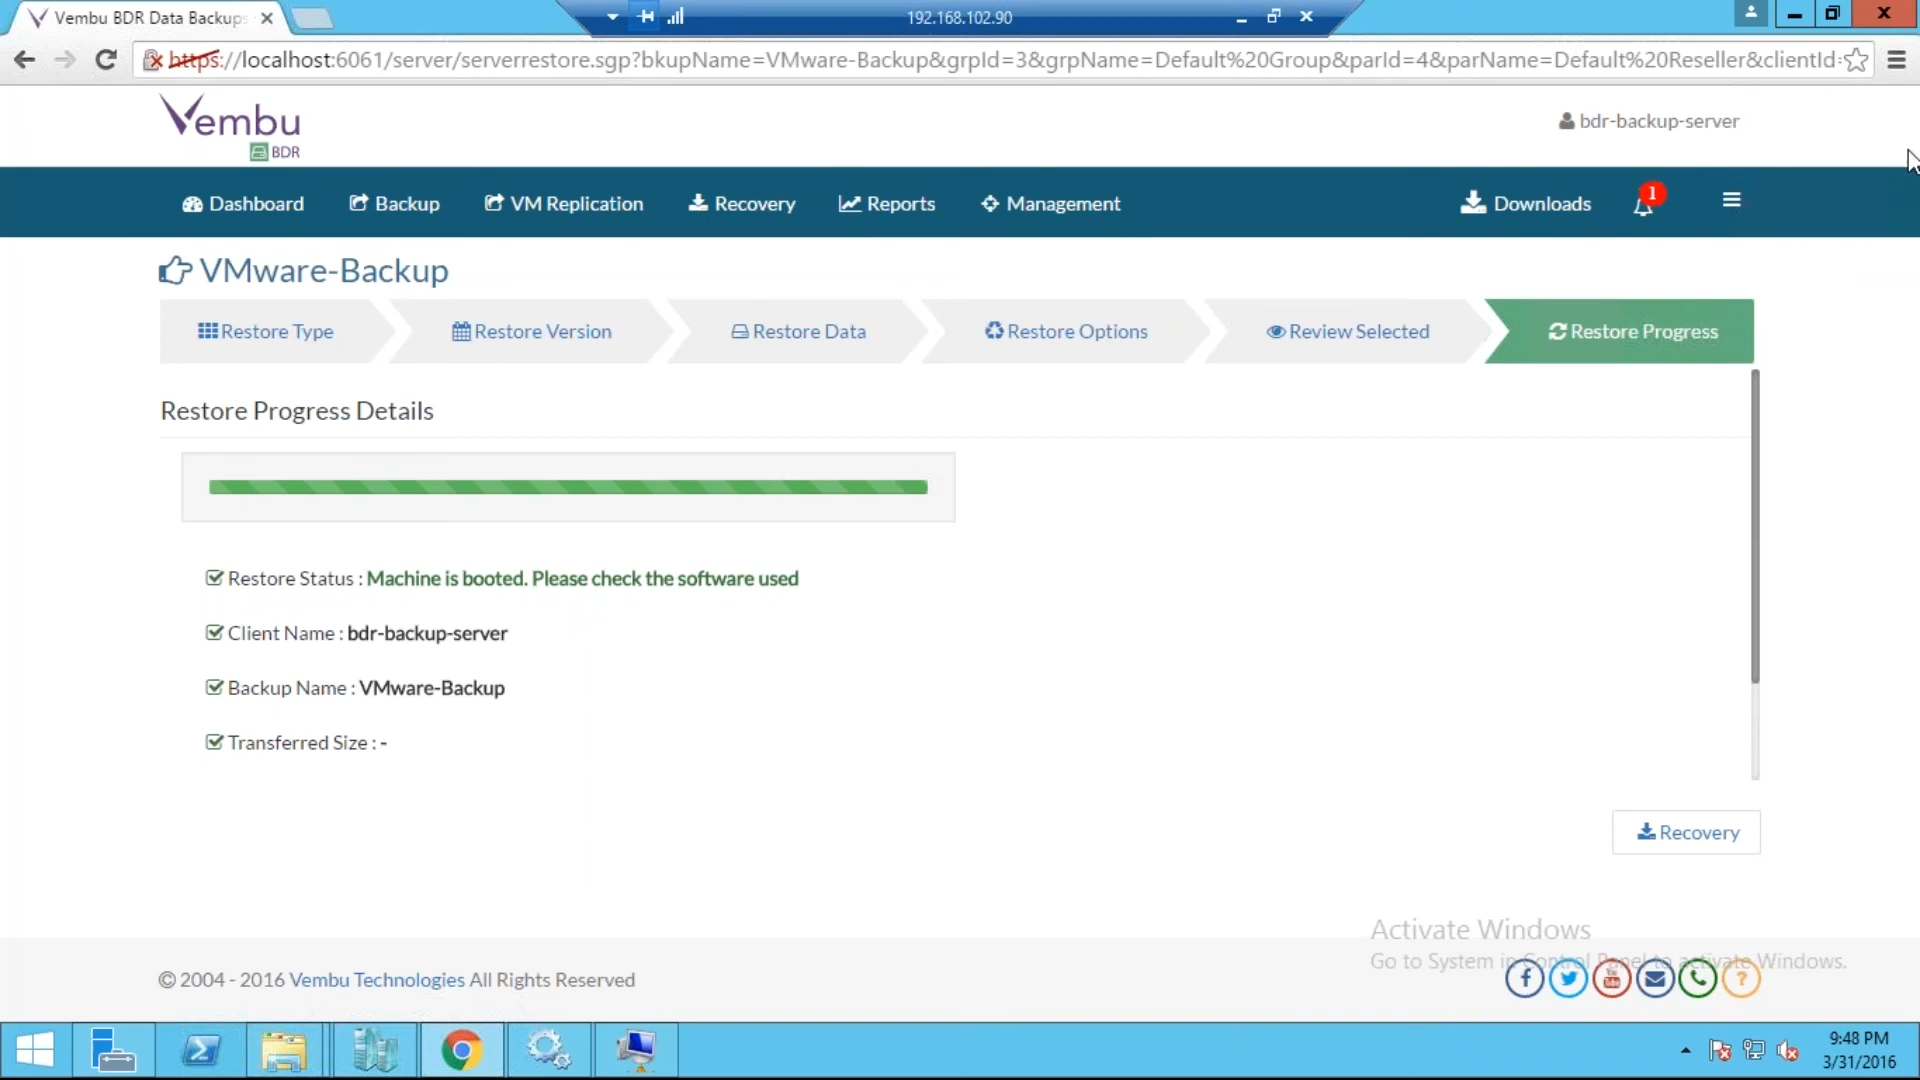 Vembu BDR Data Backups
192.168.102.90
https://localhost:6061/server/serverrestore.sgp?bkupName=VMware-Backup&grpId=3&grpName=Default%20Group&parId=4&parName=Default%20Reseller&clientId=
Vembu
BDR
bdr-backup-server
Dashboard Backup VM Replication Recovery Reports Management Downloads 1
VMware-Backup
Restore Type Restore Version Restore Data Restore Options Review Selected Restore Progress
Restore Progress Details
Restore Status : Machine is booted. Please check the software used
Client Name : bdr-backup-server
Backup Name : VMware-Backup
Transferred Size : -
Recovery
Activate Windows
Go to System in Control Panel to activate Windows.
© 2004 - 2016 Vembu Technologies All Rights Reserved
9:48 PM
3/31/2016